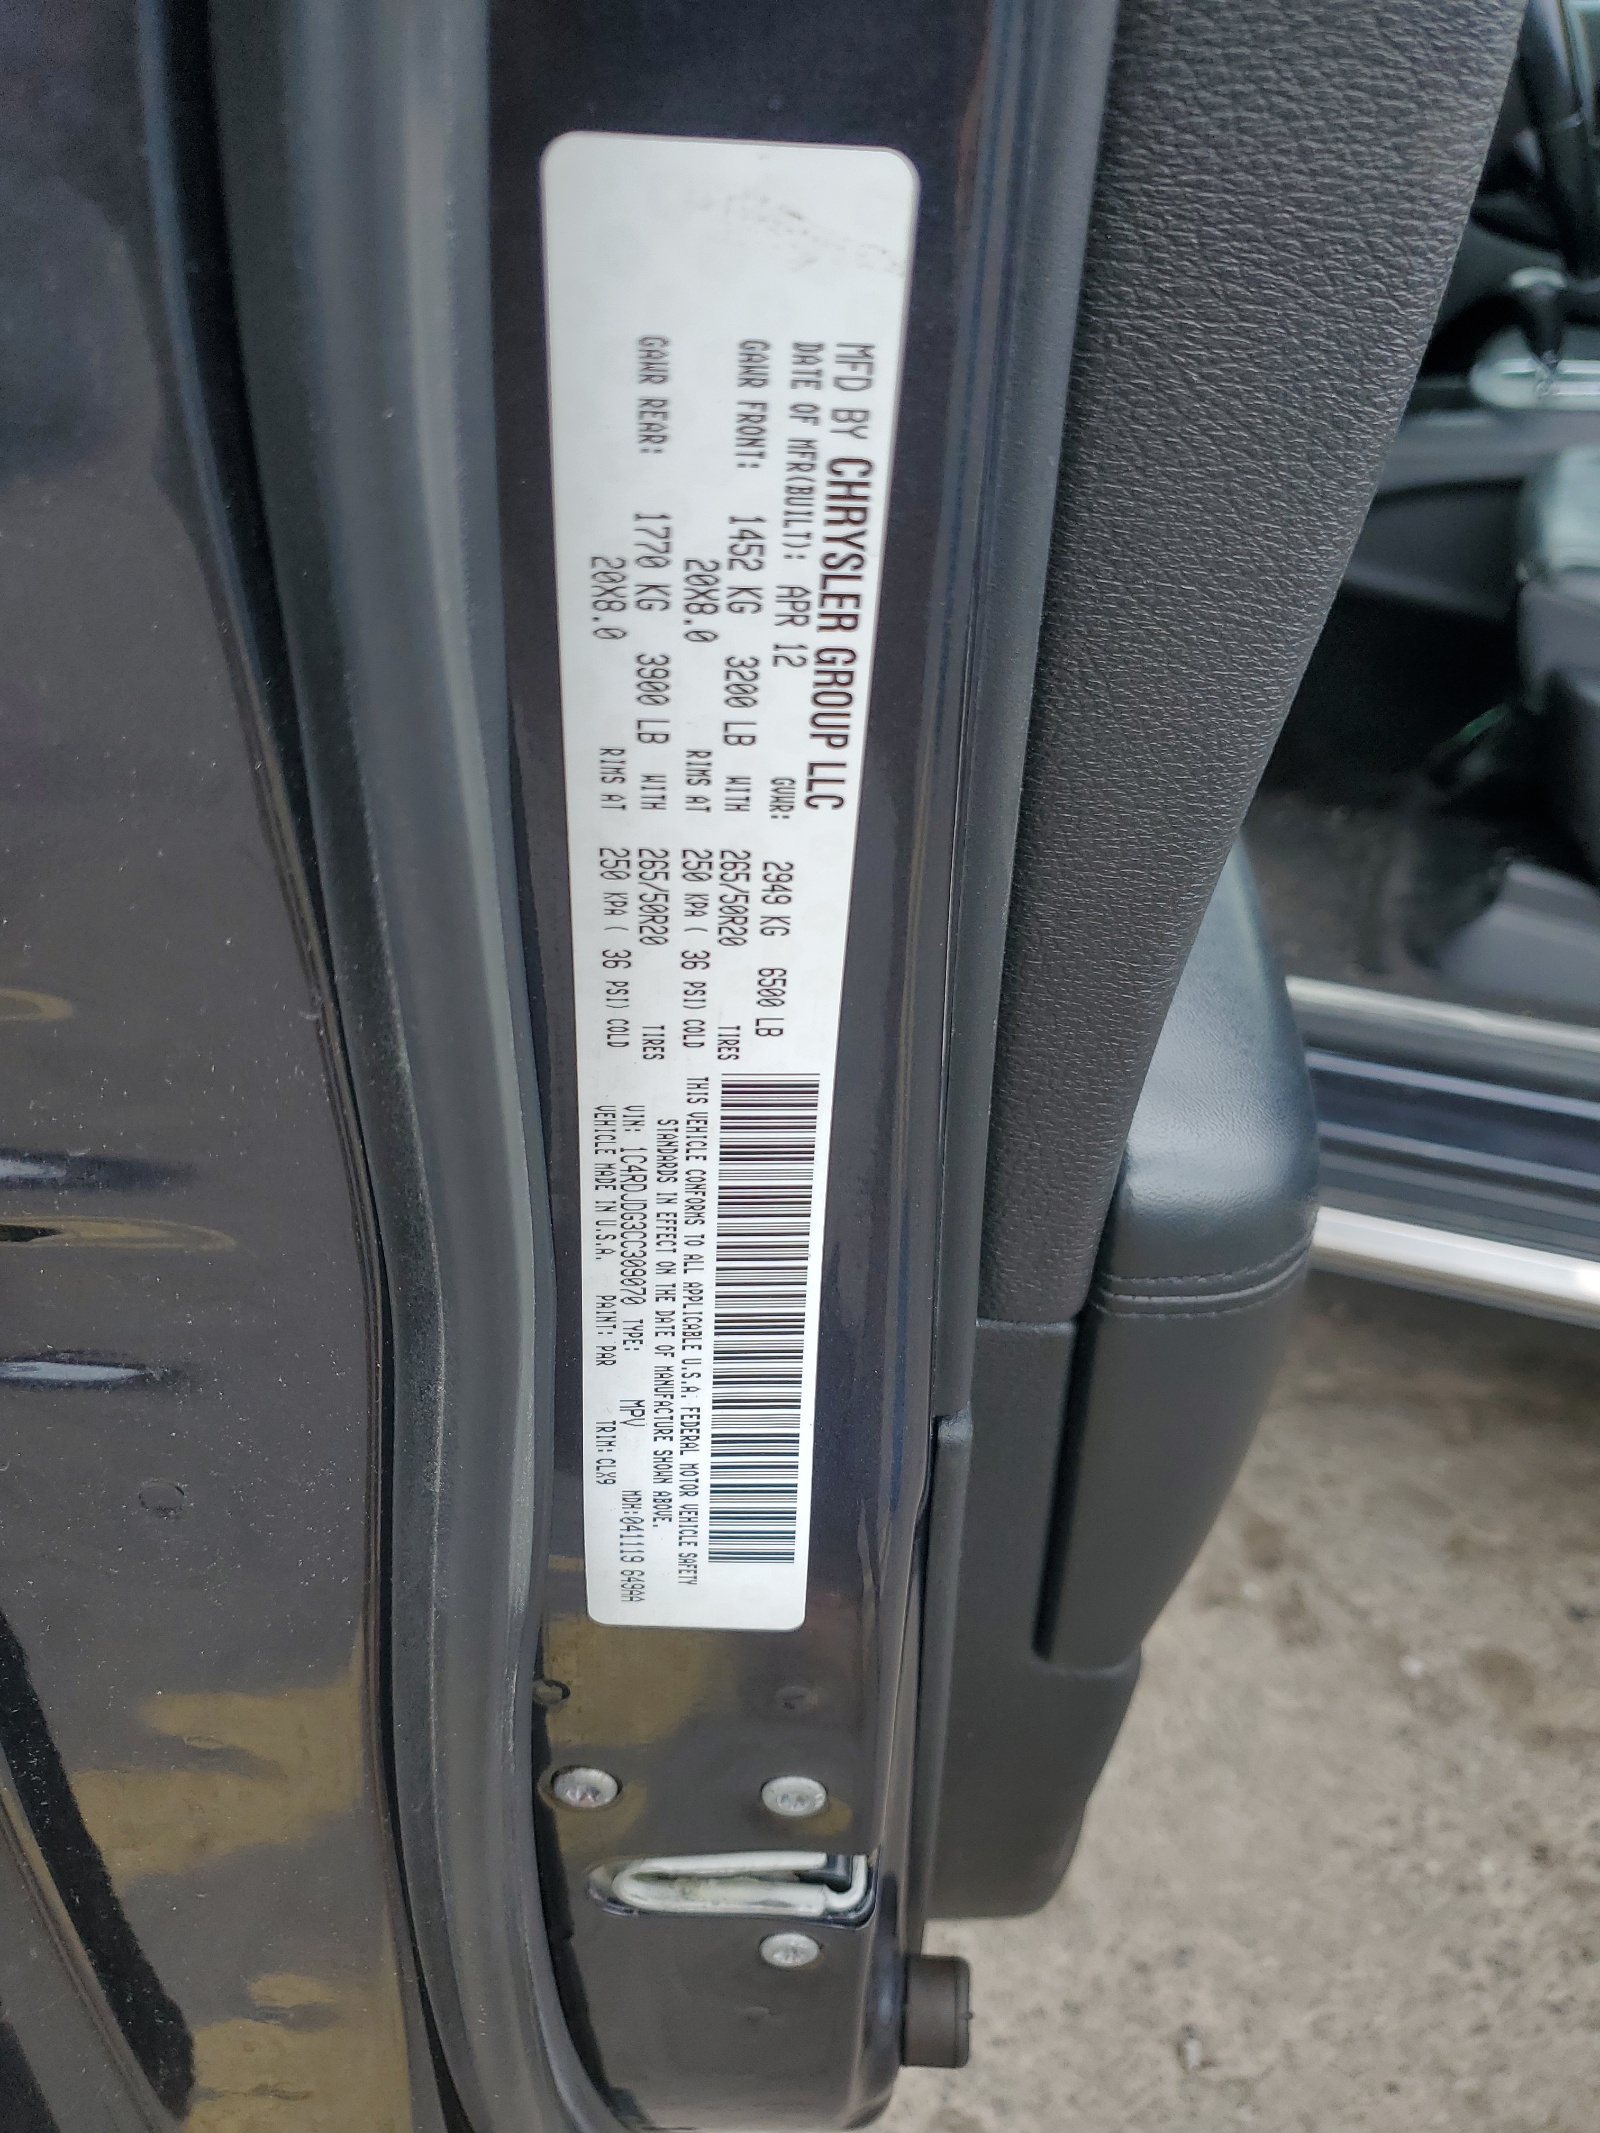 MFD BY CHRYSLER GROUP LLC
DATE OF MFR(BUILT): APR 12 GVWR: 2949 KG 6500 LB
GAWR FRONT: 1452 KG 3200 LB WITH 265/50R20 TIRES
20X8.0 RIMS AT 250 KPA ( 36 PSI) COLD
GAWR REAR: 1770 KG 3900 LB WITH 265/50R20 TIRES
20X8.0 RIMS AT 250 KPA ( 36 PSI) COLD
THIS VEHICLE CONFORMS TO ALL APPLICABLE U.S.A. FEDERAL MOTOR VEHICLE SAFETY
STANDARDS IN EFFECT ON THE DATE OF MANUFACTURE SHOWN ABOVE.
VIN: 1C4RDJDG3CC309070 TYPE: MPV MDH:041119 649AA
VEHICLE MADE IN U.S.A. PAINT: PAR TRIM:CLX9